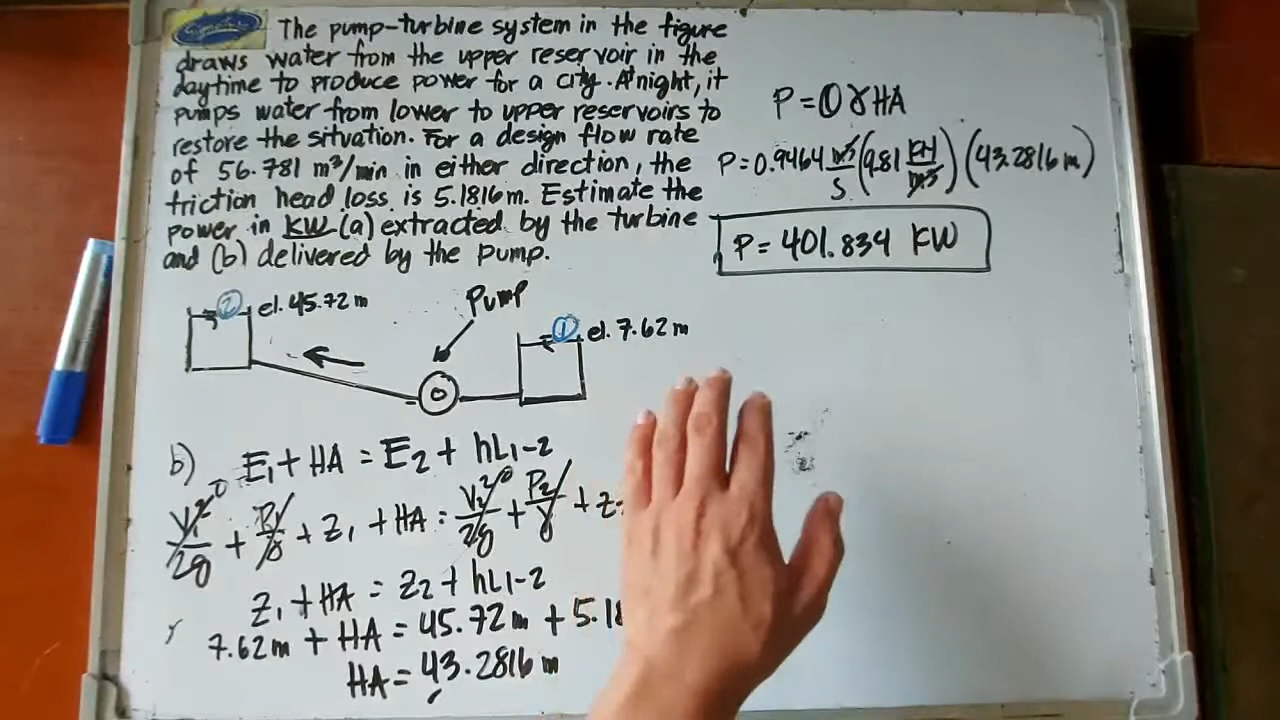 The pump-turbine system in the figure
draws water from the upper reservoir in the
daytime to produce power for a city. At night, it
pumps water from lower to upper reservoirs to
restore the situation. For a design flow rate
of 56.781 m³/min in either direction, the
friction head loss is 5.1816m. Estimate the
power in KW (a) extracted by the turbine
and (b) delivered by the pump.
② el. 45.72 m
Pump
① el. 7.62 m
b) E₁ + HA = E₂ + hL1-2
V₁²/2g 0 + P₁/γ + Z₁ + HA = V₂²/2g 0 + P₂/γ + Z₂
Z₁ + HA = Z₂ + hL1-2
7.62m + HA = 45.72 m + 5.18
HA = 43.2816 m
P = QγHA
P = 0.9464 m³/s (9.81 KN/m³) (43.2816 m)
P = 401.834 KW